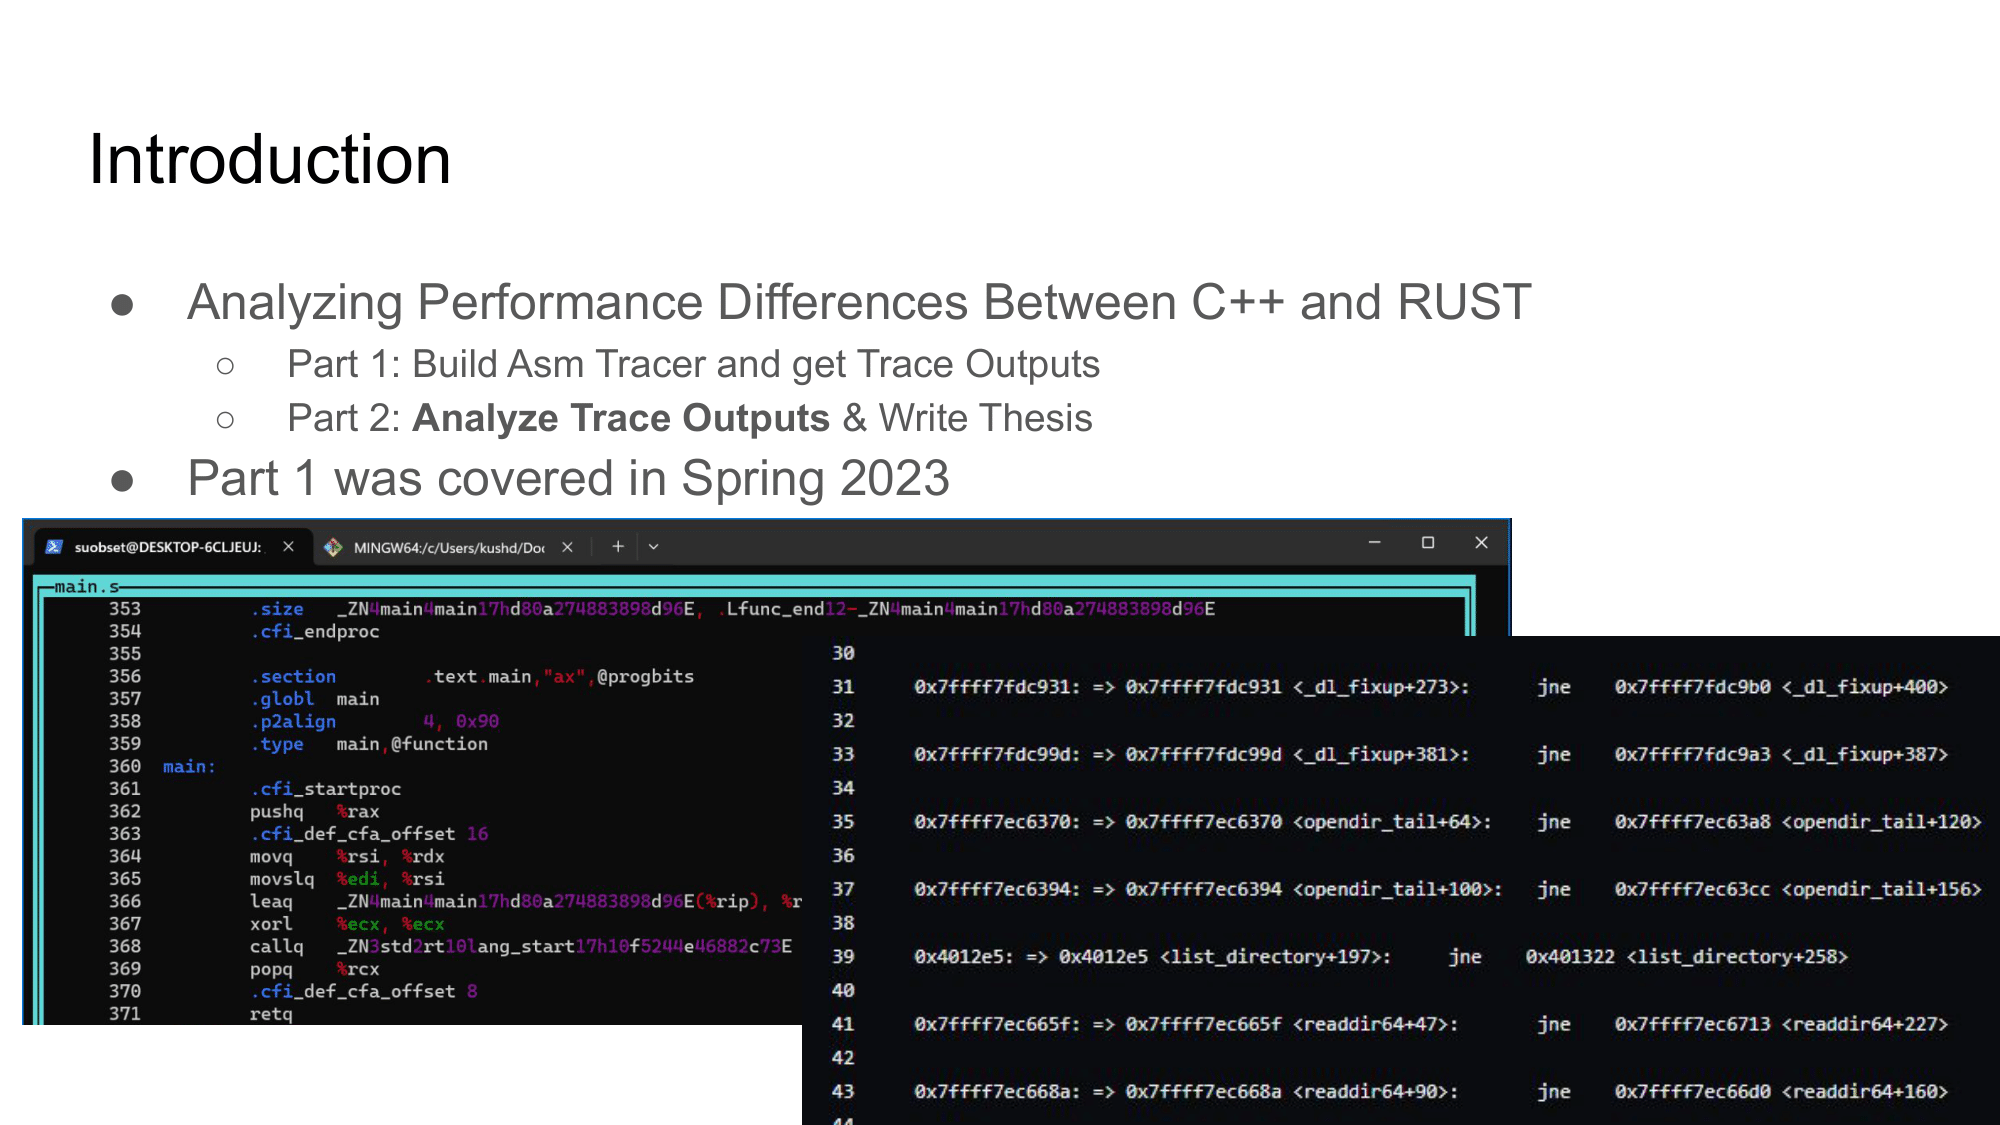 Introduction
● Analyzing Performance Differences Between C++ and RUST
○ Part 1: Build Asm Tracer and get Trace Outputs
○ Part 2: Analyze Trace Outputs & Write Thesis
● Part 1 was covered in Spring 2023
suobset@DESKTOP-6CLJEUJ: MINGW64:/c/Users/kushd/Doc
main.s
353 .size _ZN4main4main17hd80a274883898d96E, .Lfunc_end12-_ZN4main4main17hd80a274883898d96E
354 .cfi_endproc
355
356 .section .text.main,"ax",@progbits
357 .globl main
358 .p2align 4, 0x90
359 .type main,@function
360 main:
361 .cfi_startproc
362 pushq %rax
363 .cfi_def_cfa_offset 16
364 movq %rsi, %rdx
365 movslq %edi, %rsi
366 leaq _ZN4main4main17hd80a274883898d96E(%rip), %r
367 xorl %ecx, %ecx
368 callq _ZN3std2rt10lang_start17h10f5244e46882c73E
369 popq %rcx
370 .cfi_def_cfa_offset 8
371 retq
30
31 0x7ffff7fdc931: => 0x7ffff7fdc931 <_dl_fixup+273>: jne 0x7ffff7fdc9b0 <_dl_fixup+400>
32
33 0x7ffff7fdc99d: => 0x7ffff7fdc99d <_dl_fixup+381>: jne 0x7ffff7fdc9a3 <_dl_fixup+387>
34
35 0x7ffff7ec6370: => 0x7ffff7ec6370 <opendir_tail+64>: jne 0x7ffff7ec63a8 <opendir_tail+120>
36
37 0x7ffff7ec6394: => 0x7ffff7ec6394 <opendir_tail+100>: jne 0x7ffff7ec63cc <opendir_tail+156>
38
39 0x4012e5: => 0x4012e5 <list_directory+197>: jne 0x401322 <list_directory+258>
40
41 0x7ffff7ec665f: => 0x7ffff7ec665f <readdir64+47>: jne 0x7ffff7ec6713 <readdir64+227>
42
43 0x7ffff7ec668a: => 0x7ffff7ec668a <readdir64+90>: jne 0x7ffff7ec66d0 <readdir64+160>
44